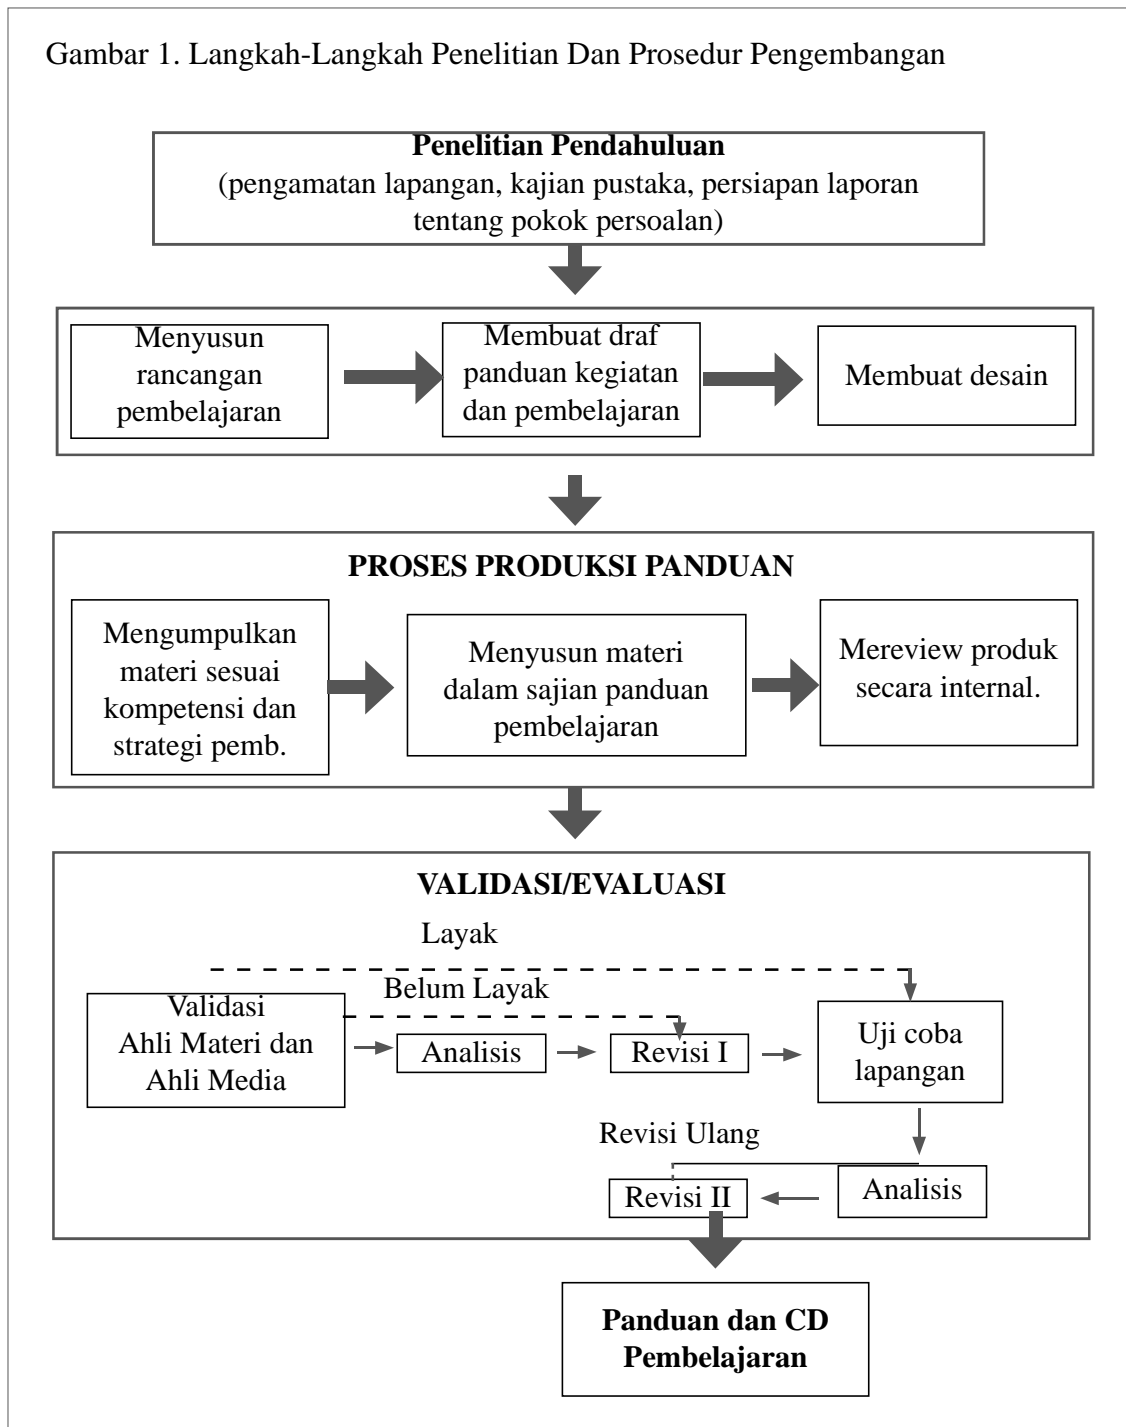 Gambar 1. Langkah-Langkah Penelitian Dan Prosedur Pengembangan
Penelitian Pendahuluan
(pengamatan lapangan, kajian pustaka, persiapan laporan
tentang pokok persoalan)
Menyusun
rancangan
pembelajaran
Membuat draf
panduan kegiatan
dan pembelajaran
Membuat desain
PROSES PRODUKSI PANDUAN
Mengumpulkan
materi sesuai
kompetensi dan
strategi pemb.
Menyusun materi
dalam sajian panduan
pembelajaran
Mereview produk
secara internal.
VALIDASI/EVALUASI
Layak
Belum Layak
Validasi
Ahli Materi dan
Ahli Media
Analisis
Revisi I
Uji coba
lapangan
Revisi Ulang
Revisi II
Analisis
Panduan dan CD
Pembelajaran